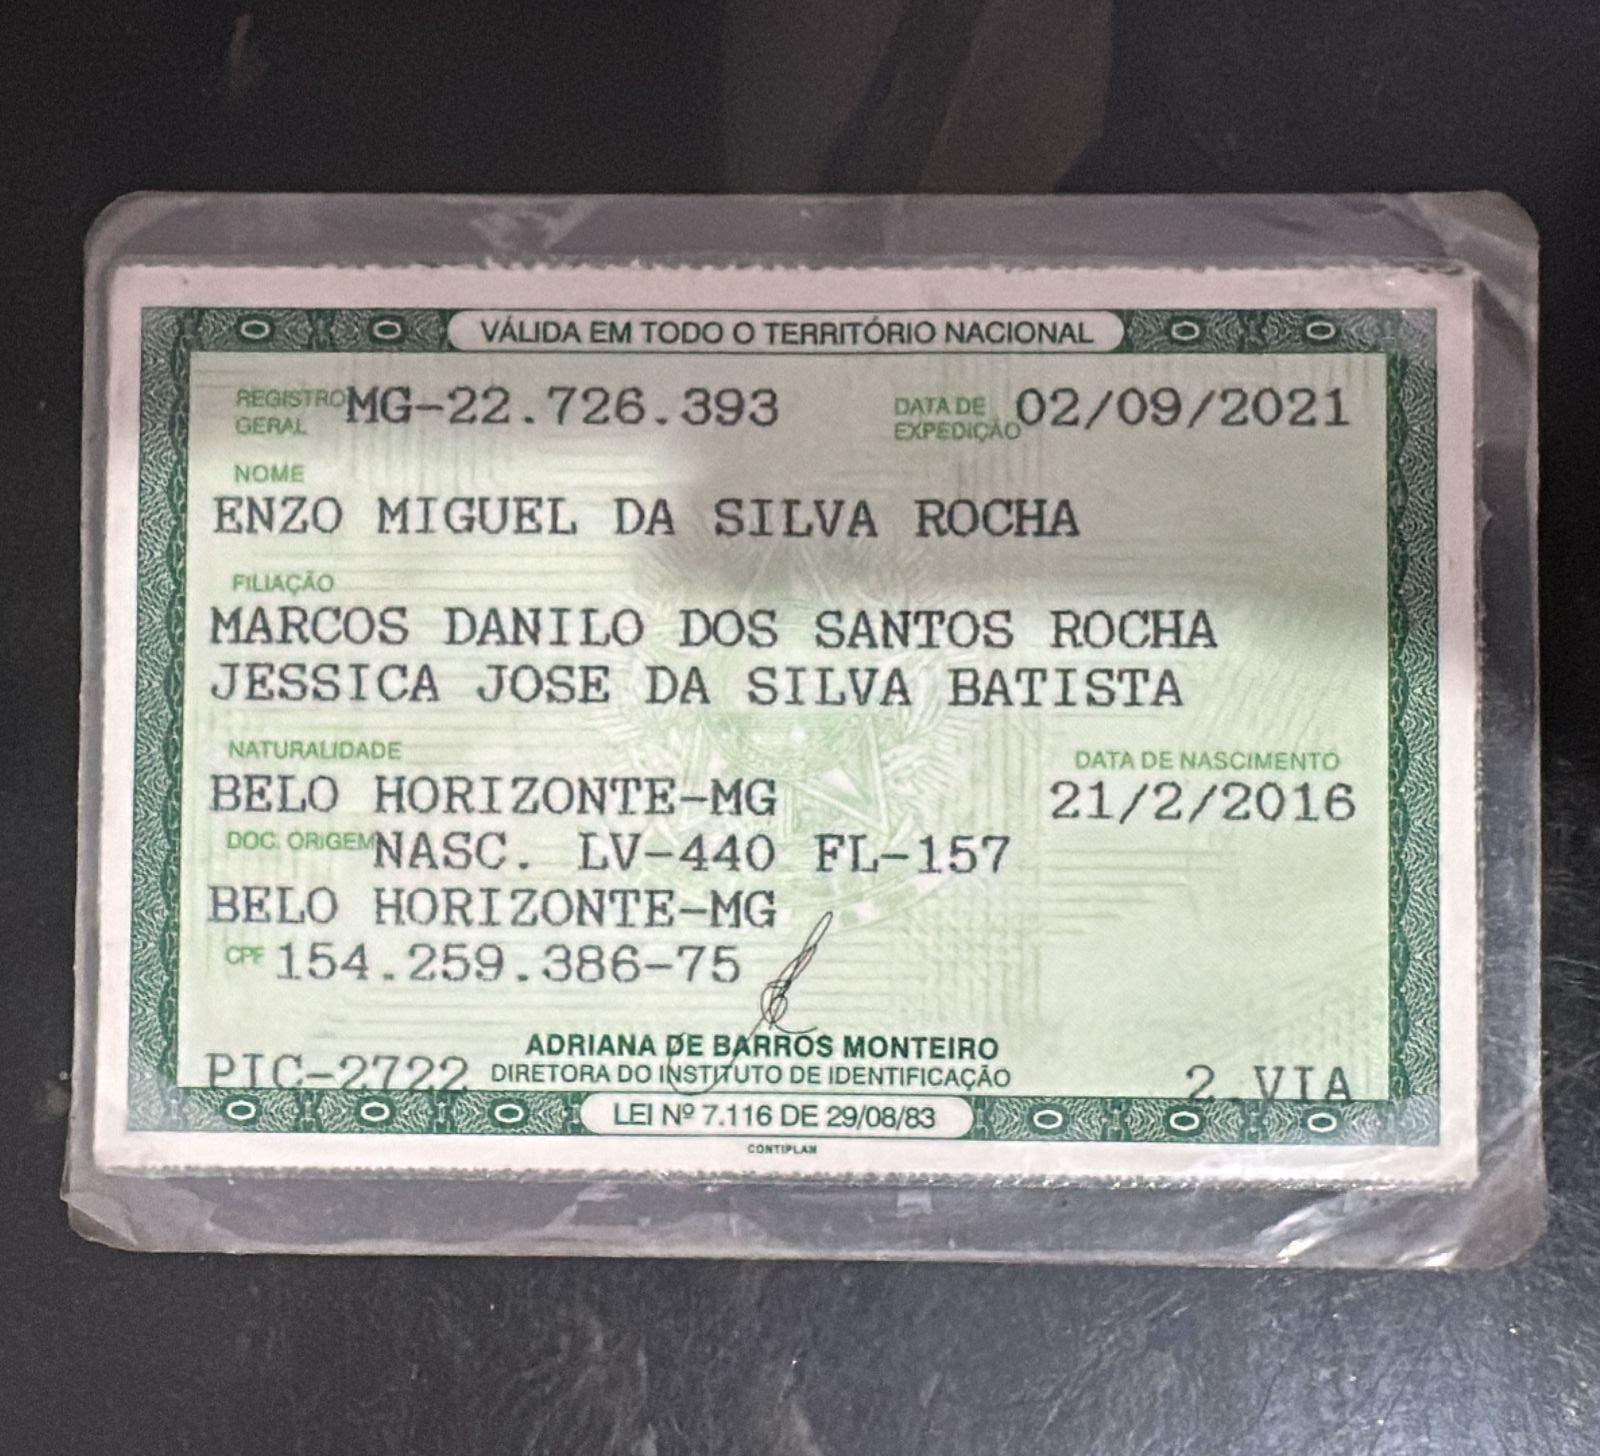 VÁLIDA EM TODO O TERRITÓRIO NACIONAL
REGISTRO GERAL MG-22.726.393 DATA DE EXPEDIÇÃO 02/09/2021
NOME
ENZO MIGUEL DA SILVA ROCHA
FILIAÇÃO
MARCOS DANILO DOS SANTOS ROCHA
JESSICA JOSE DA SILVA BATISTA
NATURALIDADE DATA DE NASCIMENTO
BELO HORIZONTE-MG 21/2/2016
DOC. ORIGEM NASC. LV-440 FL-157
BELO HORIZONTE-MG
CPF 154.259.386-75
ADRIANA DE BARROS MONTEIRO
PIC-2722 DIRETORA DO INSTITUTO DE IDENTIFICAÇÃO 2.VIA
LEI Nº 7.116 DE 29/08/83
CONTIPLAN